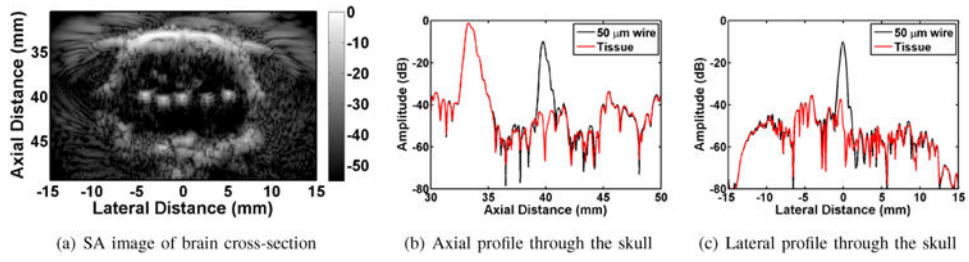 Axial Distance (mm)
35
40
45
-15 -10 -5 0 5 10 15
Lateral Distance (mm)
0
-10
-20
-30
-40
-50
(a) SA image of brain cross-section
Amplitude (dB)
0
-20
-40
-60
-80
50 μm wire
Tissue
30 35 40 45 50
Axial Distance (mm)
(b) Axial profile through the skull
Amplitude (dB)
0
-20
-40
-60
-80
50 μm wire
Tissue
-15 -10 -5 0 5 10 15
Lateral Distance (mm)
(c) Lateral profile through the skull